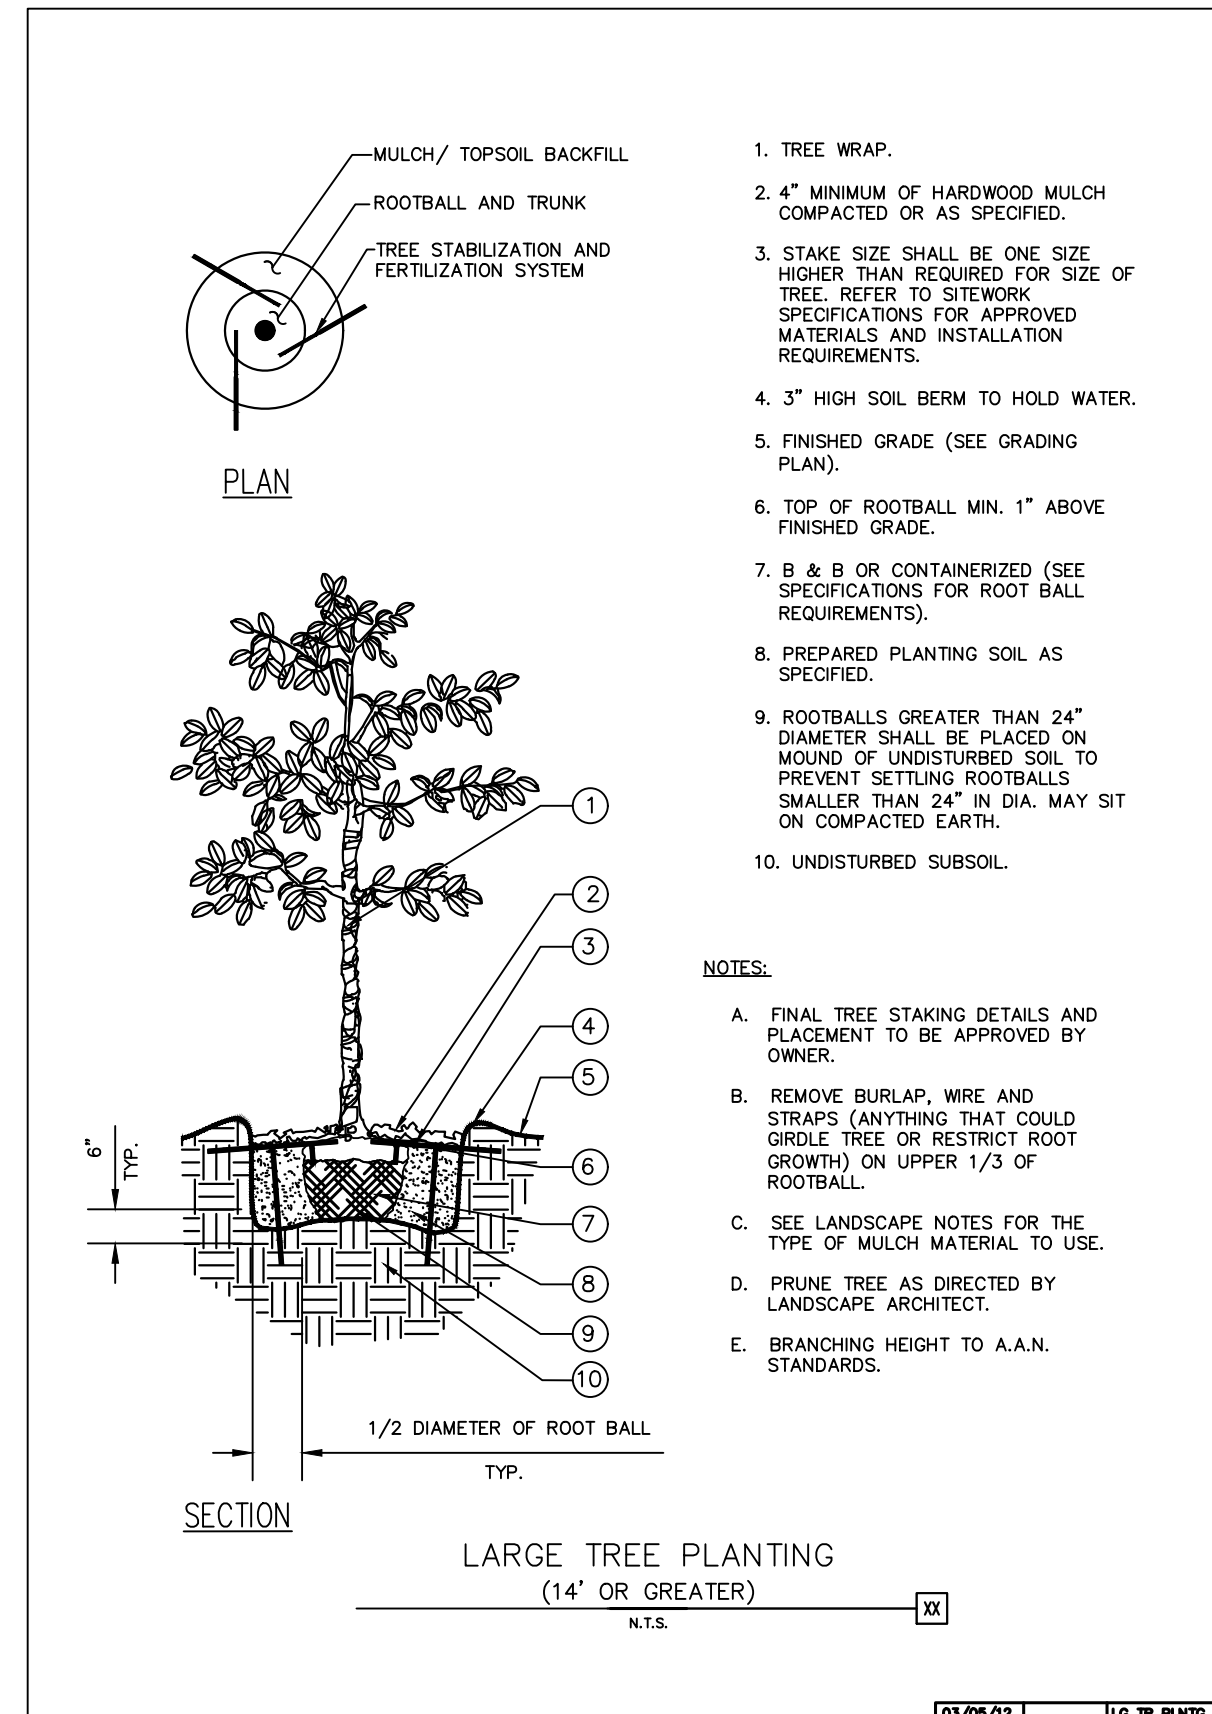 MULCH/ TOPSOIL BACKFILL
ROOTBALL AND TRUNK
TREE STABILIZATION AND
FERTILIZATION SYSTEM
PLAN
1. TREE WRAP.
2. 4" MINIMUM OF HARDWOOD MULCH
COMPACTED OR AS SPECIFIED.
3. STAKE SIZE SHALL BE ONE SIZE
HIGHER THAN REQUIRED FOR SIZE OF
TREE. REFER TO SITEWORK
SPECIFICATIONS FOR APPROVED
MATERIALS AND INSTALLATION
REQUIREMENTS.
4. 3" HIGH SOIL BERM TO HOLD WATER.
5. FINISHED GRADE (SEE GRADING
PLAN).
6. TOP OF ROOTBALL MIN. 1" ABOVE
FINISHED GRADE.
7. B & B OR CONTAINERIZED (SEE
SPECIFICATIONS FOR ROOT BALL
REQUIREMENTS).
8. PREPARED PLANTING SOIL AS
SPECIFIED.
9. ROOTBALLS GREATER THAN 24"
DIAMETER SHALL BE PLACED ON
MOUND OF UNDISTURBED SOIL TO
PREVENT SETTLING ROOTBALLS
SMALLER THAN 24" IN DIA. MAY SIT
ON COMPACTED EARTH.
10. UNDISTURBED SUBSOIL.
1
2
3
4
5
6
7
8
9
10
6"
TYP.
1/2 DIAMETER OF ROOT BALL
TYP.
SECTION
NOTES:
A. FINAL TREE STAKING DETAILS AND
PLACEMENT TO BE APPROVED BY
OWNER.
B. REMOVE BURLAP, WIRE AND
STRAPS (ANYTHING THAT COULD
GIRDLE TREE OR RESTRICT ROOT
GROWTH) ON UPPER 1/3 OF
ROOTBALL.
C. SEE LANDSCAPE NOTES FOR THE
TYPE OF MULCH MATERIAL TO USE.
D. PRUNE TREE AS DIRECTED BY
LANDSCAPE ARCHITECT.
E. BRANCHING HEIGHT TO A.A.N.
STANDARDS.
LARGE TREE PLANTING
(14' OR GREATER)
XX
N.T.S.
03/05/12
LG TR PLNTG